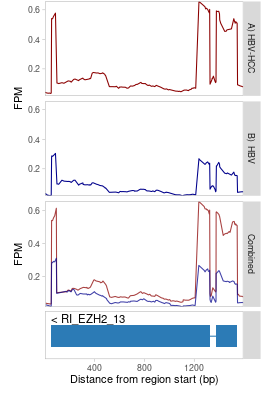 0.6
0.4
0.2
FPM
A) HBV-HCC
0.6
0.4
0.2
B) HBV
0.6
0.4
0.2
FPM
Combined
< RI_EZH2_13
400
800
1200
Distance from region start (bp)